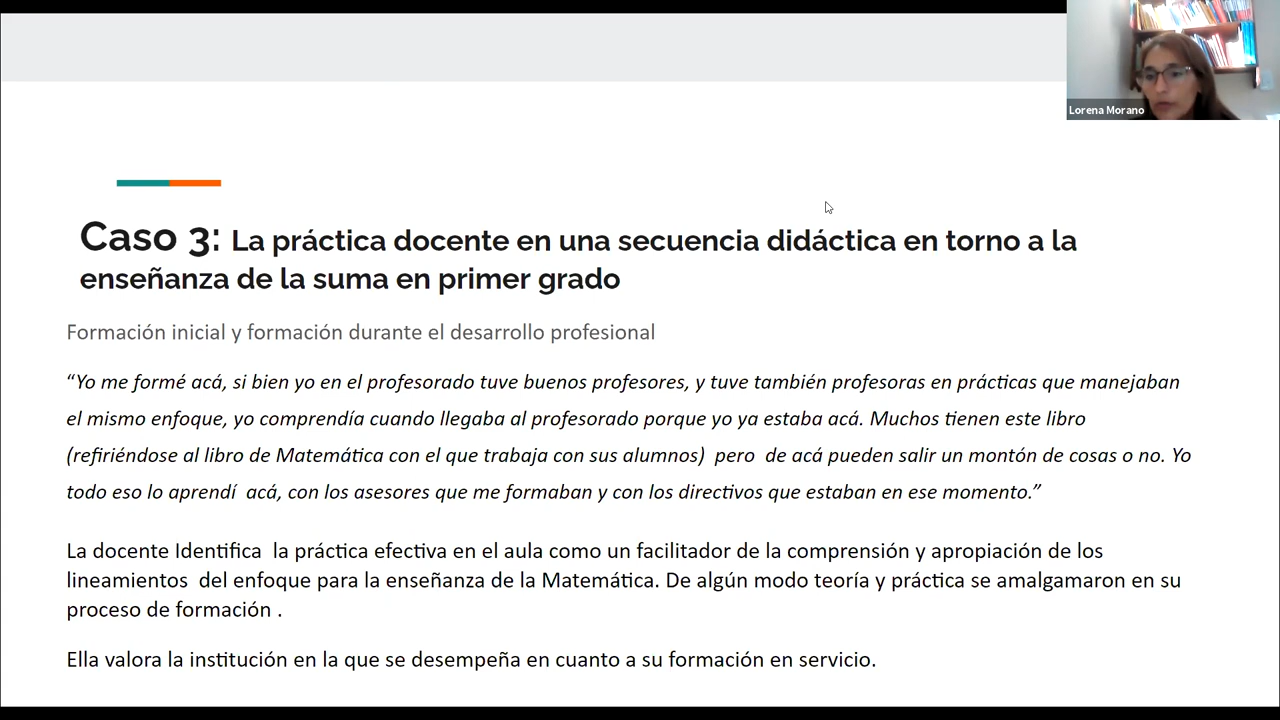 Lorena Morano
Caso 3: La práctica docente en una secuencia didáctica en torno a la
enseñanza de la suma en primer grado
Formación inicial y formación durante el desarrollo profesional
“Yo me formé acá, si bien yo en el profesorado tuve buenos profesores, y tuve también profesoras en prácticas que manejaban
el mismo enfoque, yo comprendía cuando llegaba al profesorado porque yo ya estaba acá. Muchos tienen este libro
(refiriéndose al libro de Matemática con el que trabaja con sus alumnos) pero de acá pueden salir un montón de cosas o no. Yo
todo eso lo aprendí acá, con los asesores que me formaban y con los directivos que estaban en ese momento.”
La docente Identifica la práctica efectiva en el aula como un facilitador de la comprensión y apropiación de los
lineamientos del enfoque para la enseñanza de la Matemática. De algún modo teoría y práctica se amalgamaron en su
proceso de formación .
Ella valora la institución en la que se desempeña en cuanto a su formación en servicio.